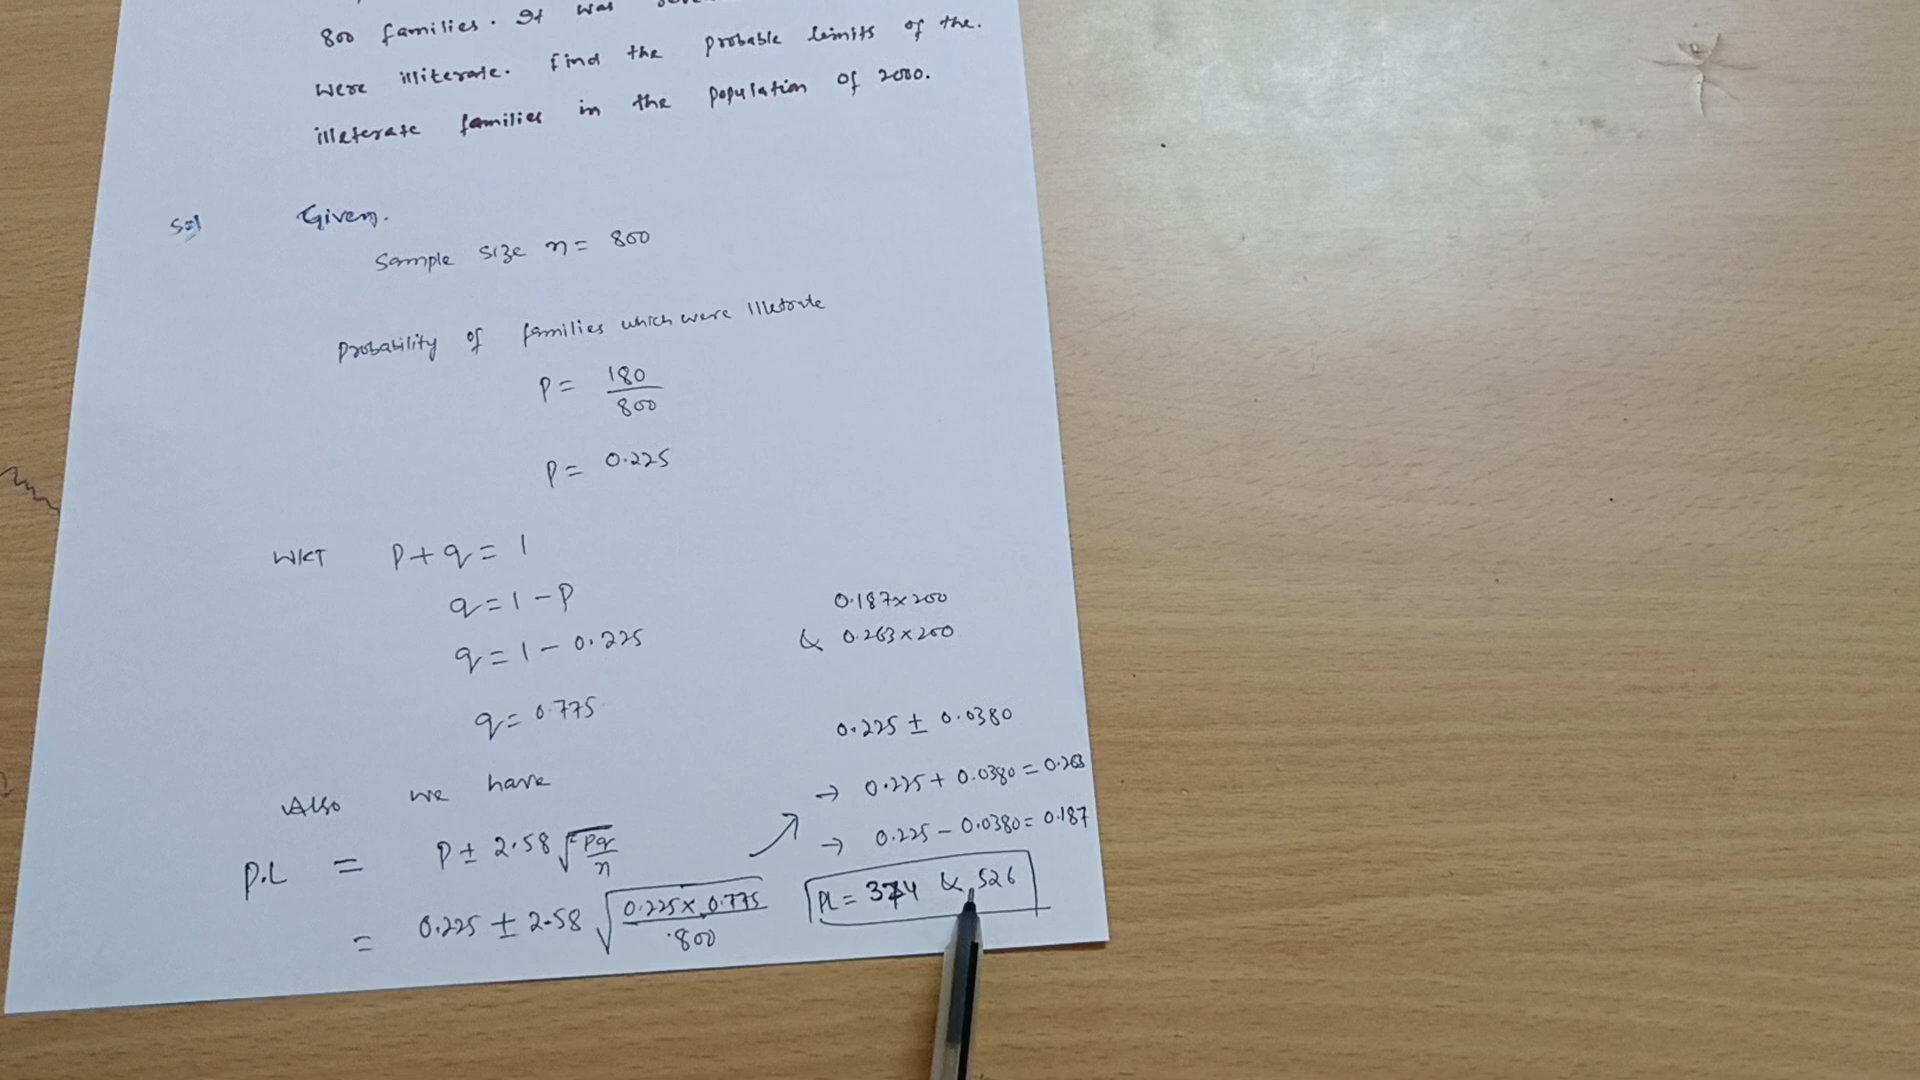 800 families. It was
were illiterate. Find the probable limits of the.
illeterate families in the population of 2000.
Sol Given.
Sample size n = 800
Probability of families which were Illetrate
P = 180/800
P = 0.225
WKT P + q = 1
q = 1 - P
q = 1 - 0.225
q = 0.775
Also we have
P.L = P ± 2.58 √(Pq/n)
= 0.225 ± 2.58 √(0.225 x 0.775/800)
0.187 x 200
& 0.263 x 200
0.225 ± 0.0380
→ 0.225 + 0.0380 = 0.263
→ 0.225 - 0.0380 = 0.187
PL = 374 & 526